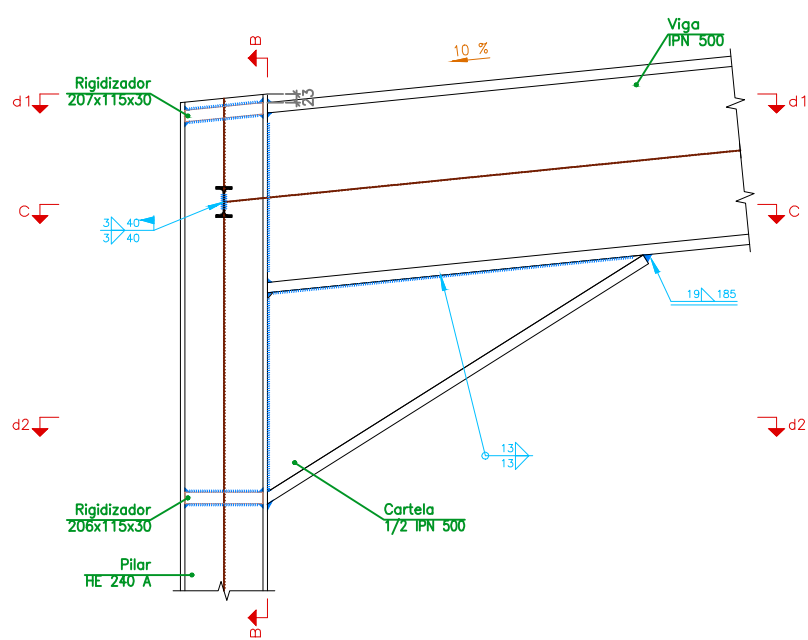 B
Viga
IPN 500
10 %
Rigidizador
207x115x30
23
d1
d1
C
C
3 40
3 40
19 185
d2
d2
13
13
Rigidizador
206x115x30
Cartela
1/2 IPN 500
Pilar
HE 240 A
B